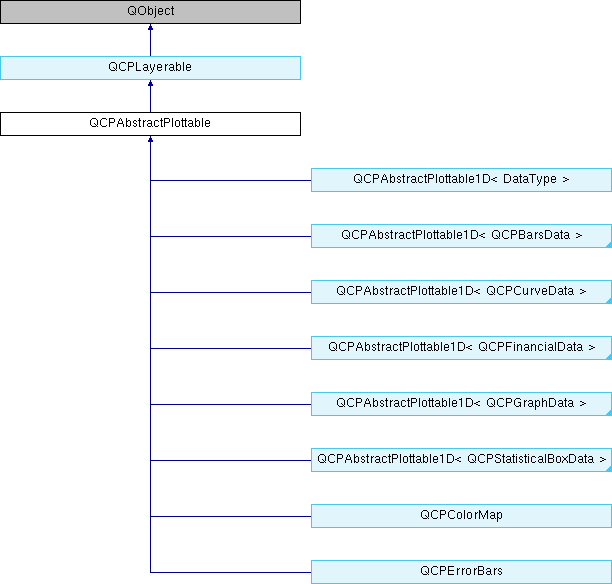 QObject
QCPLayerable
QCPAbstractPlottable
QCPAbstractPlottable1D< DataType >
QCPAbstractPlottable1D< QCPBarsData >
QCPAbstractPlottable1D< QCPCurveData >
QCPAbstractPlottable1D< QCPFinancialData >
QCPAbstractPlottable1D< QCPGraphData >
QCPAbstractPlottable1D< QCPStatisticalBoxData >
QCPColorMap
QCPErrorBars